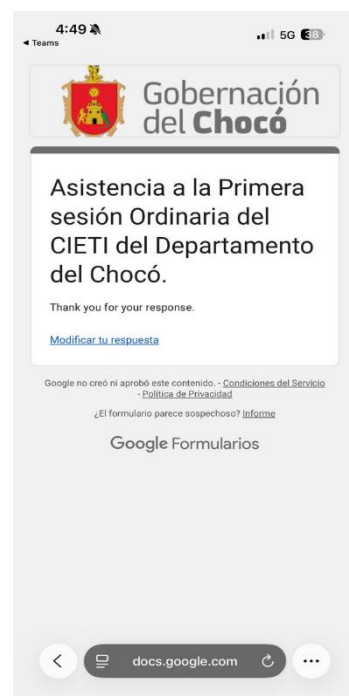 4:49
◀ Teams
5G 38
Gobernación
del Chocó
Asistencia a la Primera
sesión Ordinaria del
CIETI del Departamento
del Chocó.
Thank you for your response.
Modificar tu respuesta
Google no creó ni aprobó este contenido. - Condiciones del Servicio
- Política de Privacidad
¿El formulario parece sospechoso? Informe
Google Formularios
docs.google.com